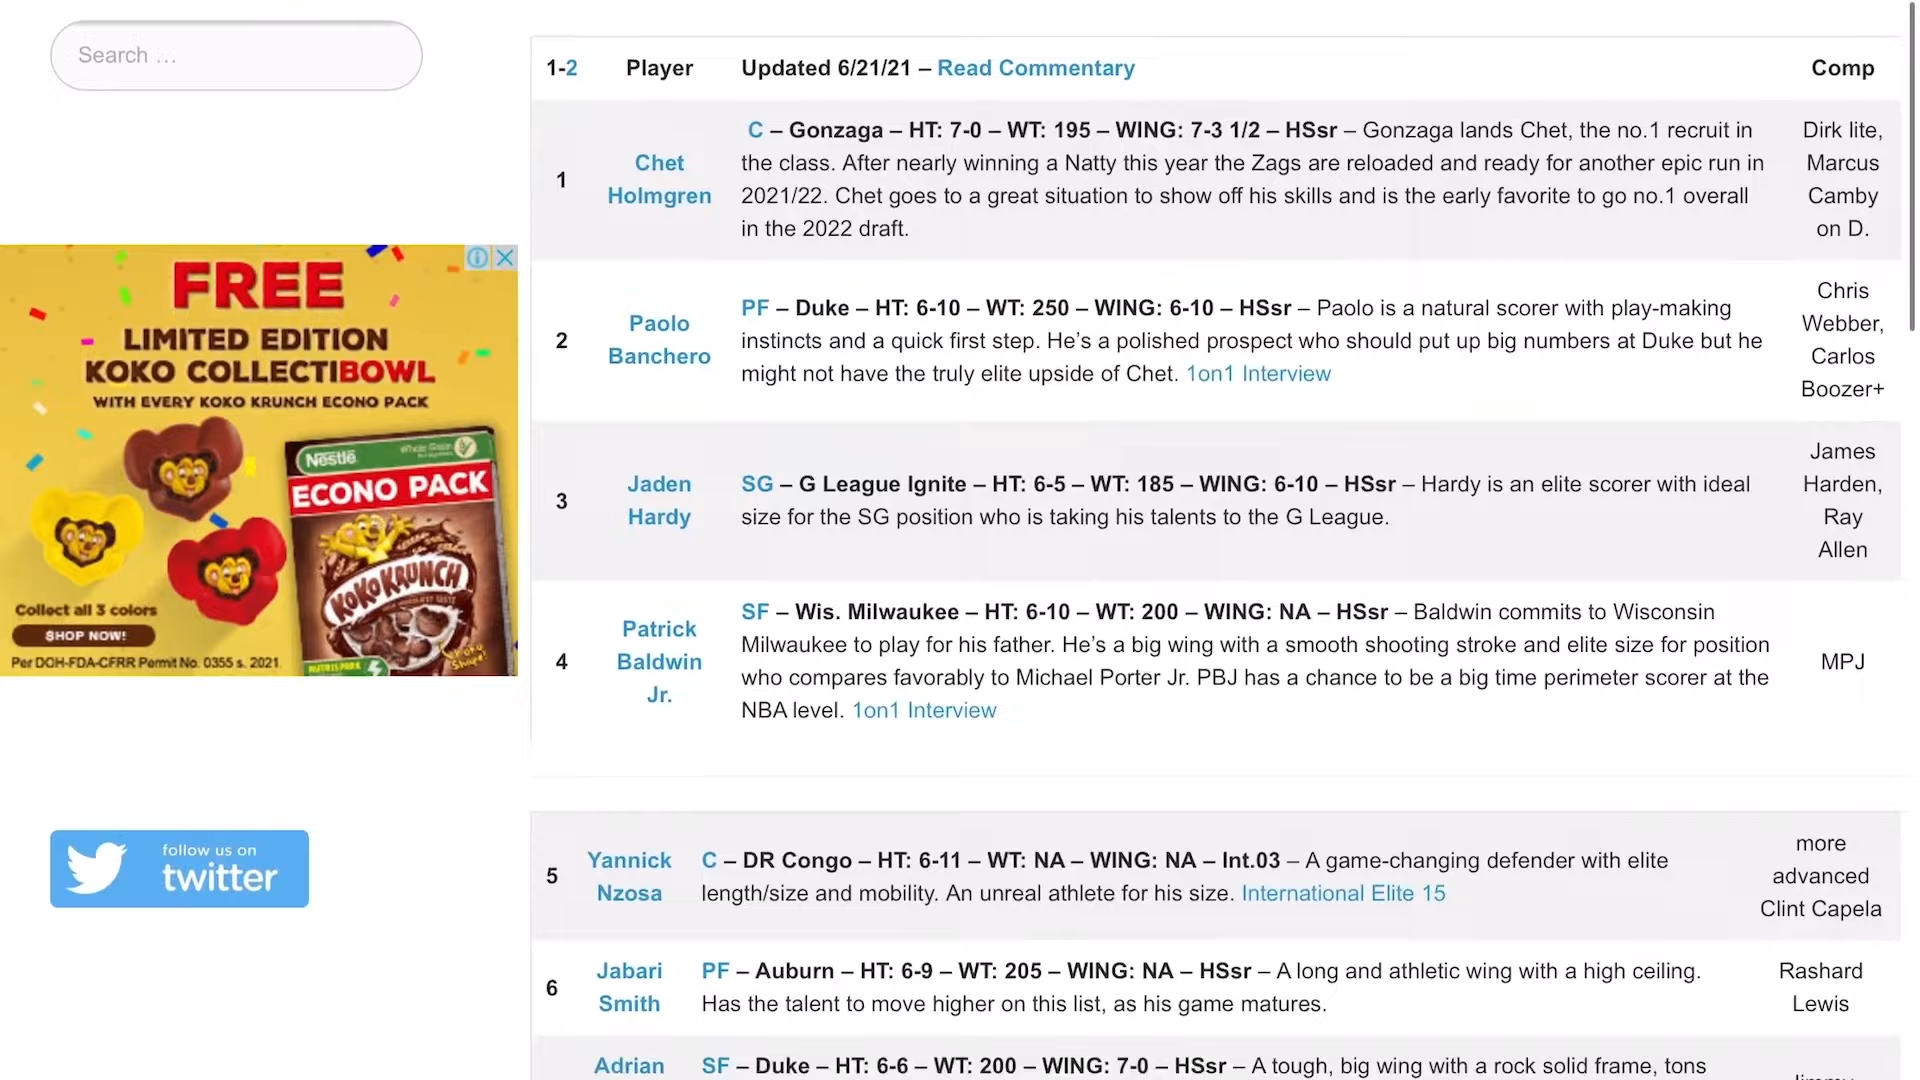 Search …
1-2 Player Updated 6/21/21 – Read Commentary Comp
1
Chet
Holmgren
C – Gonzaga – HT: 7-0 – WT: 195 – WING: 7-3 1/2 – HSsr – Gonzaga lands Chet, the no.1 recruit in
the class. After nearly winning a Natty this year the Zags are reloaded and ready for another epic run in
2021/22. Chet goes to a great situation to show off his skills and is the early favorite to go no.1 overall
in the 2022 draft.
Dirk lite,
Marcus
Camby
on D.
2
Paolo
Banchero
PF – Duke – HT: 6-10 – WT: 250 – WING: 6-10 – HSsr – Paolo is a natural scorer with play-making
instincts and a quick first step. He’s a polished prospect who should put up big numbers at Duke but he
might not have the truly elite upside of Chet. 1on1 Interview
Chris
Webber,
Carlos
Boozer+
3
Jaden
Hardy
SG – G League Ignite – HT: 6-5 – WT: 185 – WING: 6-10 – HSsr – Hardy is an elite scorer with ideal
size for the SG position who is taking his talents to the G League.
James
Harden,
Ray
Allen
4
Patrick
Baldwin
Jr.
SF – Wis. Milwaukee – HT: 6-10 – WT: 200 – WING: NA – HSsr – Baldwin commits to Wisconsin
Milwaukee to play for his father. He’s a big wing with a smooth shooting stroke and elite size for position
who compares favorably to Michael Porter Jr. PBJ has a chance to be a big time perimeter scorer at the
NBA level. 1on1 Interview
MPJ
5
Yannick
Nzosa
C – DR Congo – HT: 6-11 – WT: NA – WING: NA – Int.03 – A game-changing defender with elite
length/size and mobility. An unreal athlete for his size. International Elite 15
more
advanced
Clint Capela
6
Jabari
Smith
PF – Auburn – HT: 6-9 – WT: 205 – WING: NA – HSsr – A long and athletic wing with a high ceiling.
Has the talent to move higher on this list, as his game matures.
Rashard
Lewis
Adrian
SF – Duke – HT: 6-6 – WT: 200 – WING: 7-0 – HSsr – A tough, big wing with a rock solid frame, tons
FREE
LIMITED EDITION
KOKO COLLECTIBOWL
WITH EVERY KOKO KRUNCH ECONO PACK
Nestlé
Whole Grain
ECONO PACK
KOKO KRUNCH
Collect all 3 colors
SHOP NOW!
Per DOH-FDA-CFRR Permit No. 0355 s. 2021.
follow us on
twitter